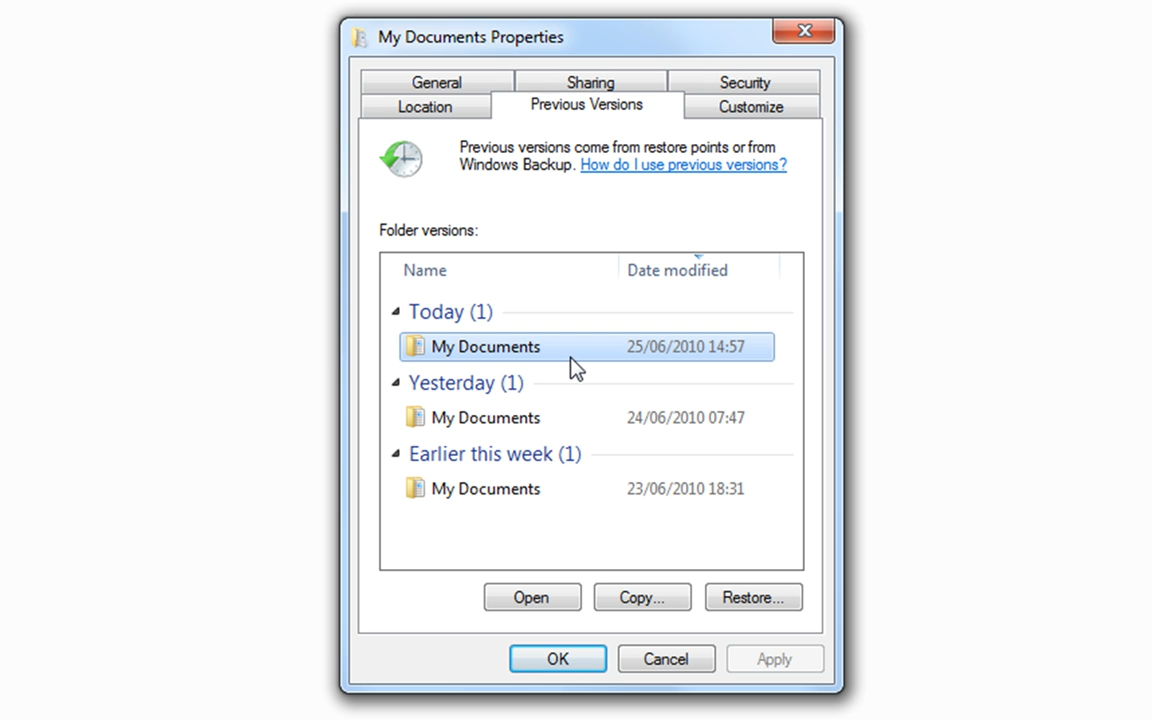 My Documents Properties
General
Sharing
Security
Location
Previous Versions
Customize
Previous versions come from restore points or from
Windows Backup. How do I use previous versions?
Folder versions:
Name Date modified
Today (1)
My Documents 25/06/2010 14:57
Yesterday (1)
My Documents 24/06/2010 07:47
Earlier this week (1)
My Documents 23/06/2010 18:31
Open Copy... Restore...
OK Cancel Apply